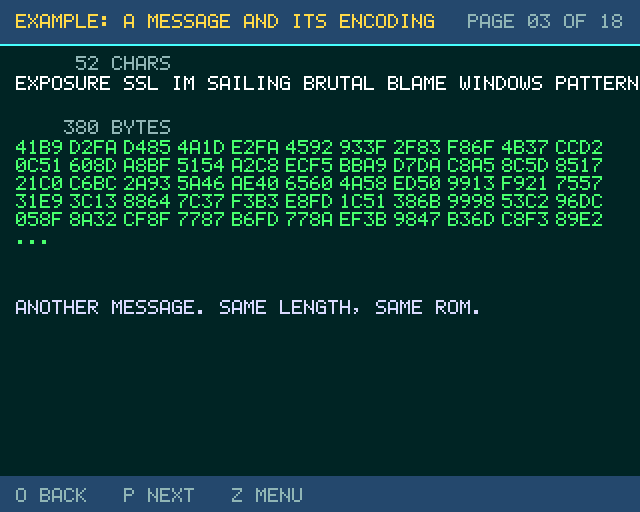 EXAMPLE: A MESSAGE AND ITS ENCODING PAGE 03 OF 18
52 CHARS
EXPOSURE SSL IM SAILING BRUTAL BLAME WINDOWS PATTERN
380 BYTES
41B9 D2FA D485 4A1D E2FA 4592 933F 2F83 F86F 4B37 CCD2
0C51 608D A8BF 5154 A2C8 ECF5 BBA9 D7DA C8A5 8C5D 8517
21C0 C6BC 2A93 5A46 AE40 6560 4A58 ED50 9913 F921 7557
31E9 3C13 8864 7C37 F3B3 E8FD 1C51 386B 9998 53C2 96DC
058F 8A32 CF8F 7787 B6FD 778A EF3B 9847 B36D C8F3 89E2
...
ANOTHER MESSAGE. SAME LENGTH, SAME ROM.
O BACK P NEXT Z MENU